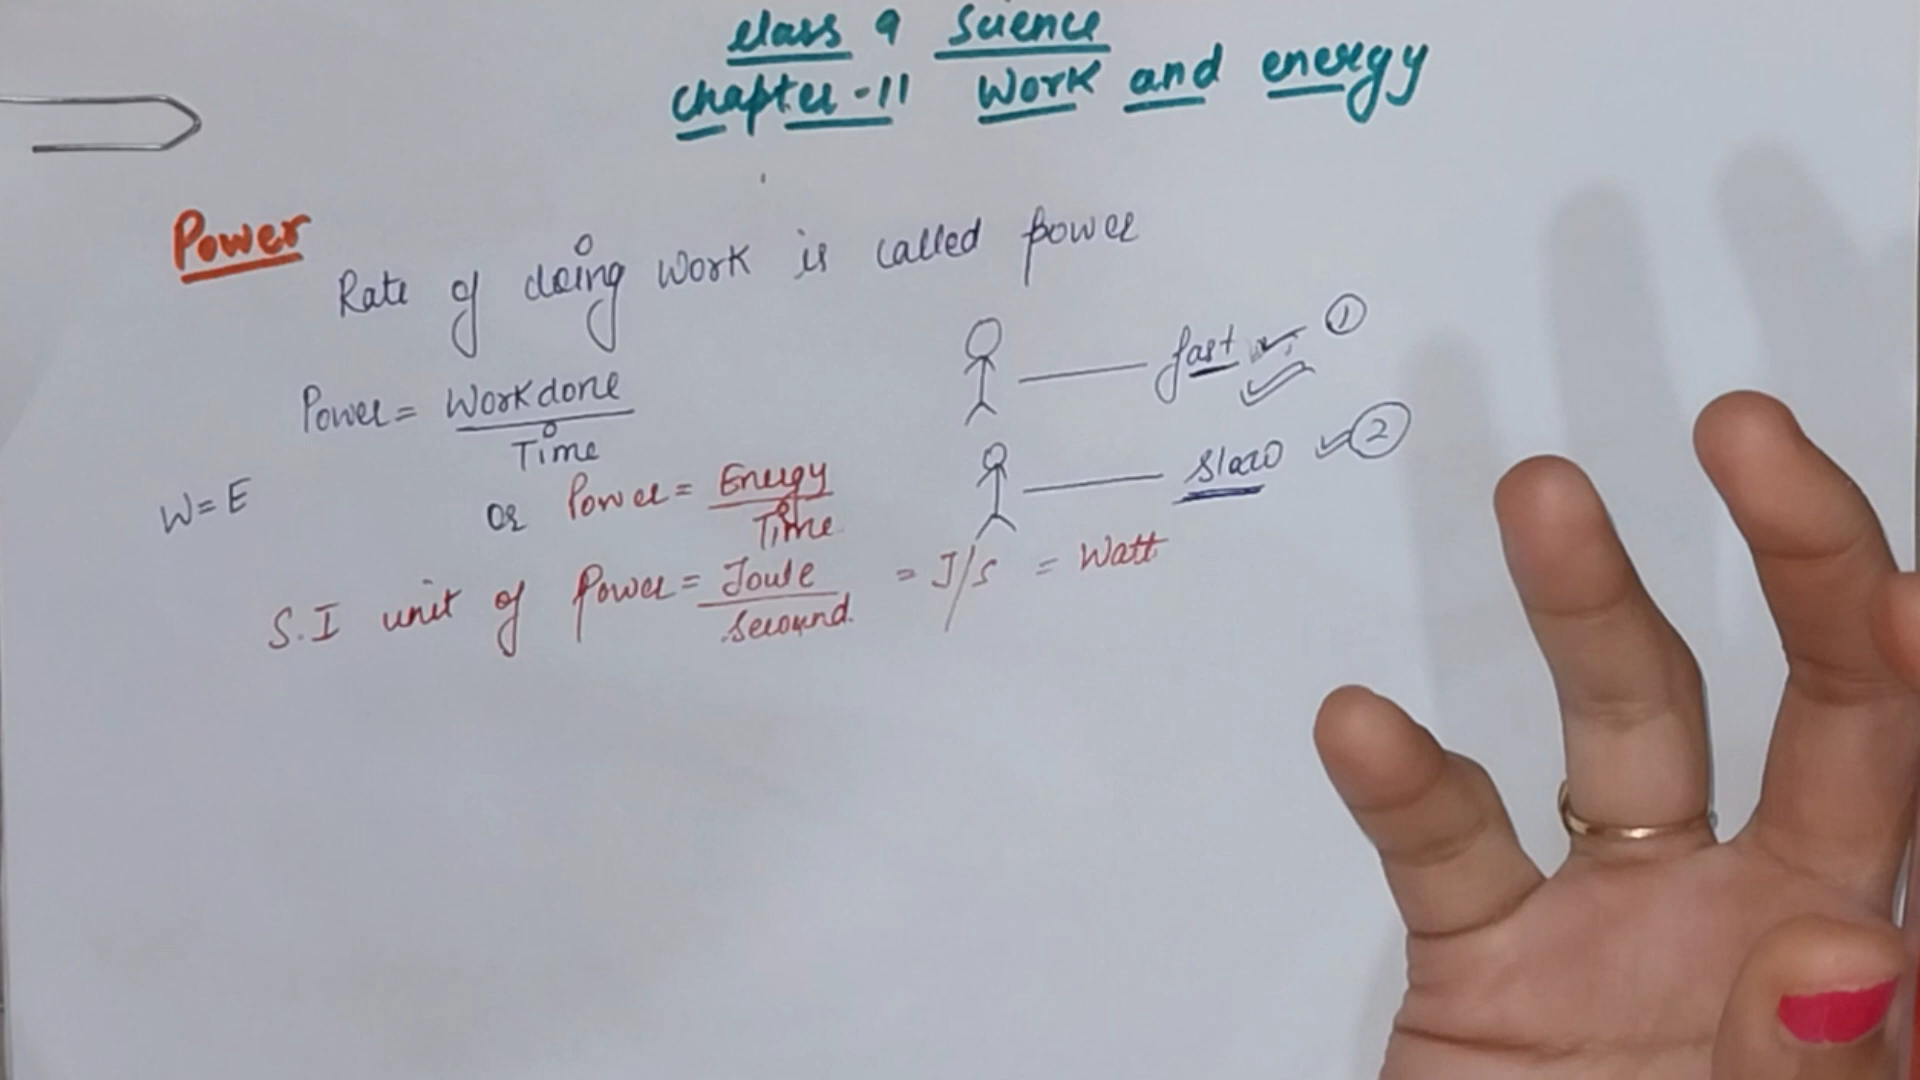 Class 9 Science
Chapter-11 Work and energy
Power
Rate of doing work is called power
Power = Workdone
Time
fast 1
slow 2
W = E
or Power = Energy
Time
S.I unit of Power = Joule = J/s = Watt
Secound